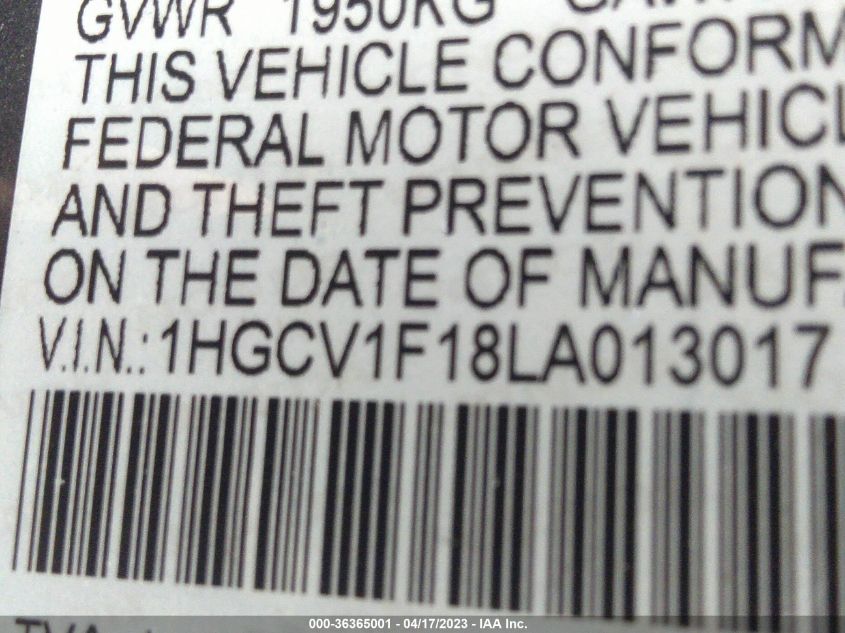 GVWR 1950KG
THIS VEHICLE CONFORM
FEDERAL MOTOR VEHICL
AND THEFT PREVENTION
ON THE DATE OF MANUF
V.I.N.: 1HGCV1F18LA013017
000-36365001 - 04/17/2023 - IAA Inc.